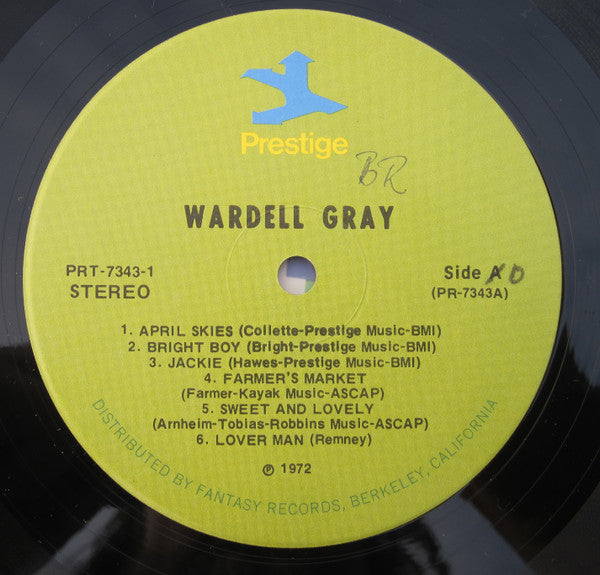 Prestige
BR
WARDELL GRAY
PRT-7343-1
STEREO
Side A D
(PR-7343A)
1. APRIL SKIES (Collette-Prestige Music-BMI)
2. BRIGHT BOY (Bright-Prestige Music-BMI)
3. JACKIE (Hawes-Prestige Music-BMI)
4. FARMER'S MARKET
(Farmer-Kayak Music-ASCAP)
5. SWEET AND LOVELY
(Arnheim-Tobias-Robbins Music-ASCAP)
6. LOVER MAN (Remney)
℗ 1972
DISTRIBUTED BY FANTASY RECORDS, BERKELEY, CALIFORNIA